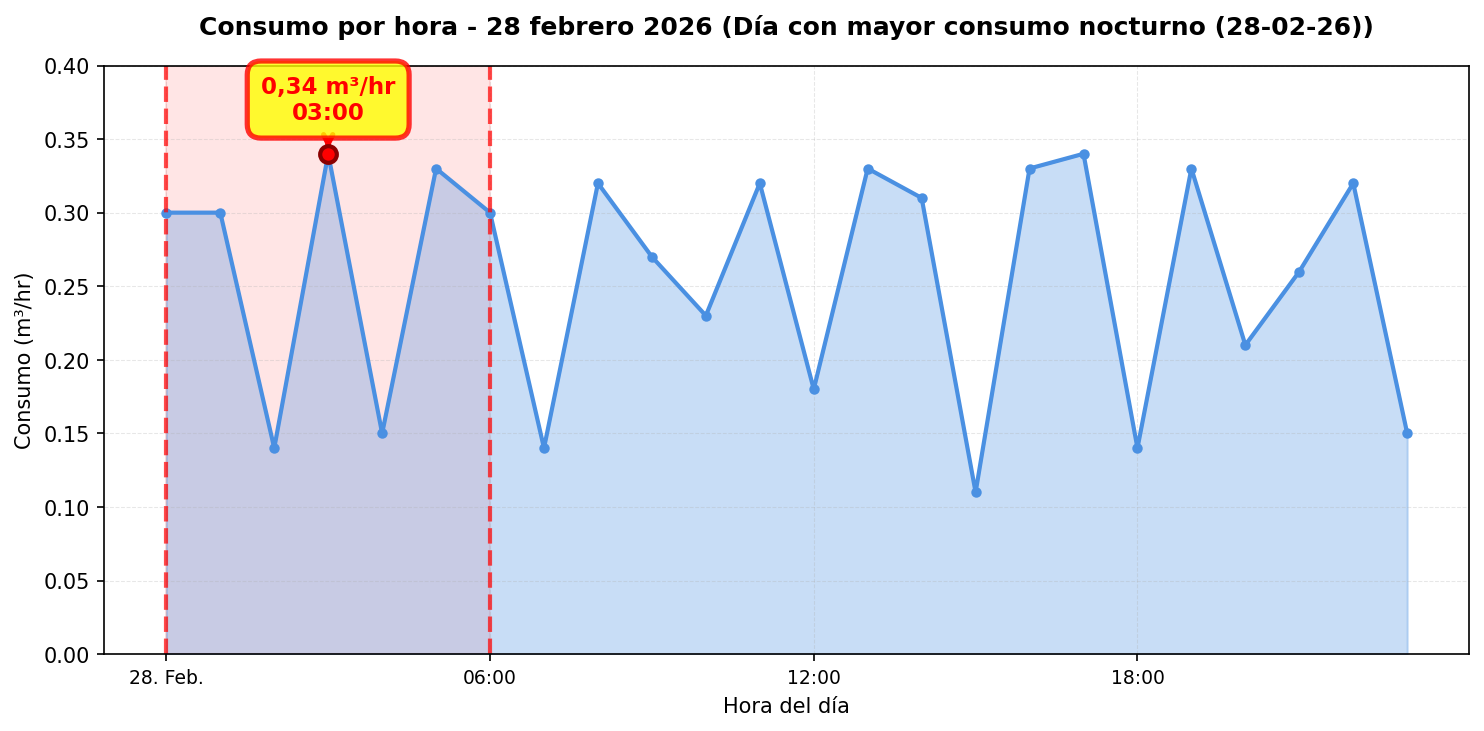 Consumo por hora - 28 febrero 2026 (Día con mayor consumo nocturno (28-02-26))
0,34 m³/hr
03:00
Consumo (m³/hr)
0.40
0.35
0.30
0.25
0.20
0.15
0.10
0.05
0.00
28. Feb.
06:00
12:00
18:00
Hora del día